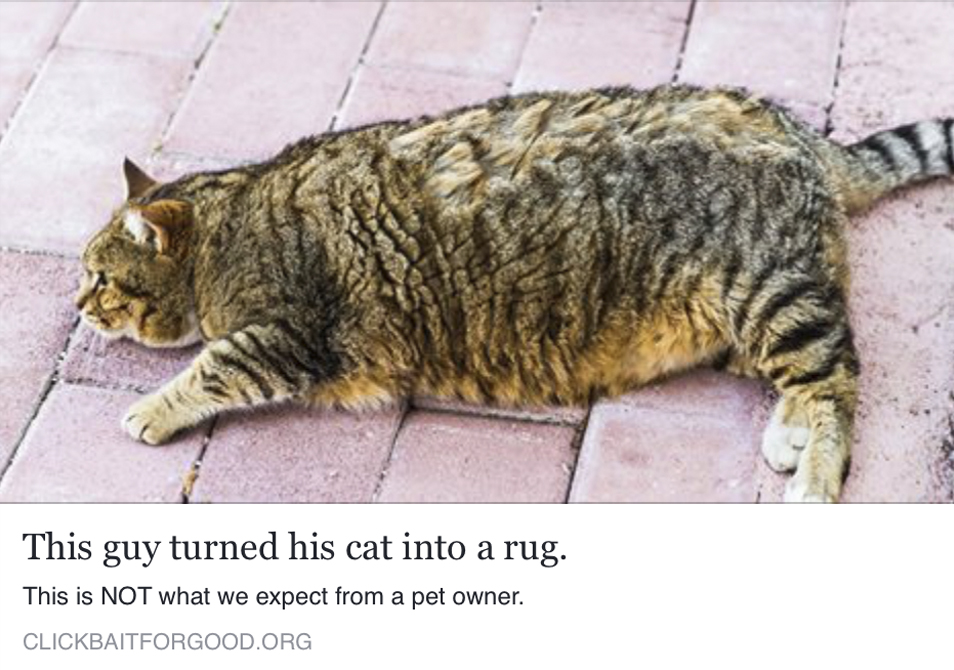 This guy turned his cat into a rug.
This is NOT what we expect from a pet owner.
CLICKBAITFORGOOD.ORG